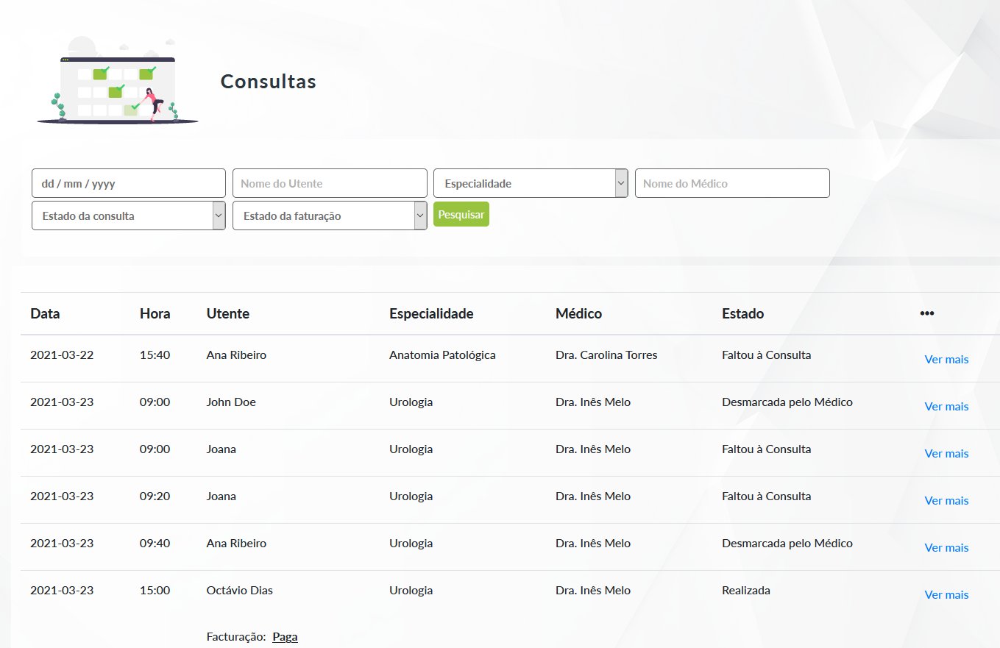 Consultas
dd / mm / yyyy Nome do Utente Especialidade Nome do Médico
Estado da consulta Estado da faturação Pesquisar
Data Hora Utente Especialidade Médico Estado •••
2021-03-22 15:40 Ana Ribeiro Anatomia Patológica Dra. Carolina Torres Faltou à Consulta Ver mais
2021-03-23 09:00 John Doe Urologia Dra. Inês Melo Desmarcada pelo Médico Ver mais
2021-03-23 09:00 Joana Urologia Dra. Inês Melo Faltou à Consulta Ver mais
2021-03-23 09:20 Joana Urologia Dra. Inês Melo Faltou à Consulta Ver mais
2021-03-23 09:40 Ana Ribeiro Urologia Dra. Inês Melo Desmarcada pelo Médico Ver mais
2021-03-23 15:00 Octávio Dias Urologia Dra. Inês Melo Realizada Ver mais
Facturação: Paga